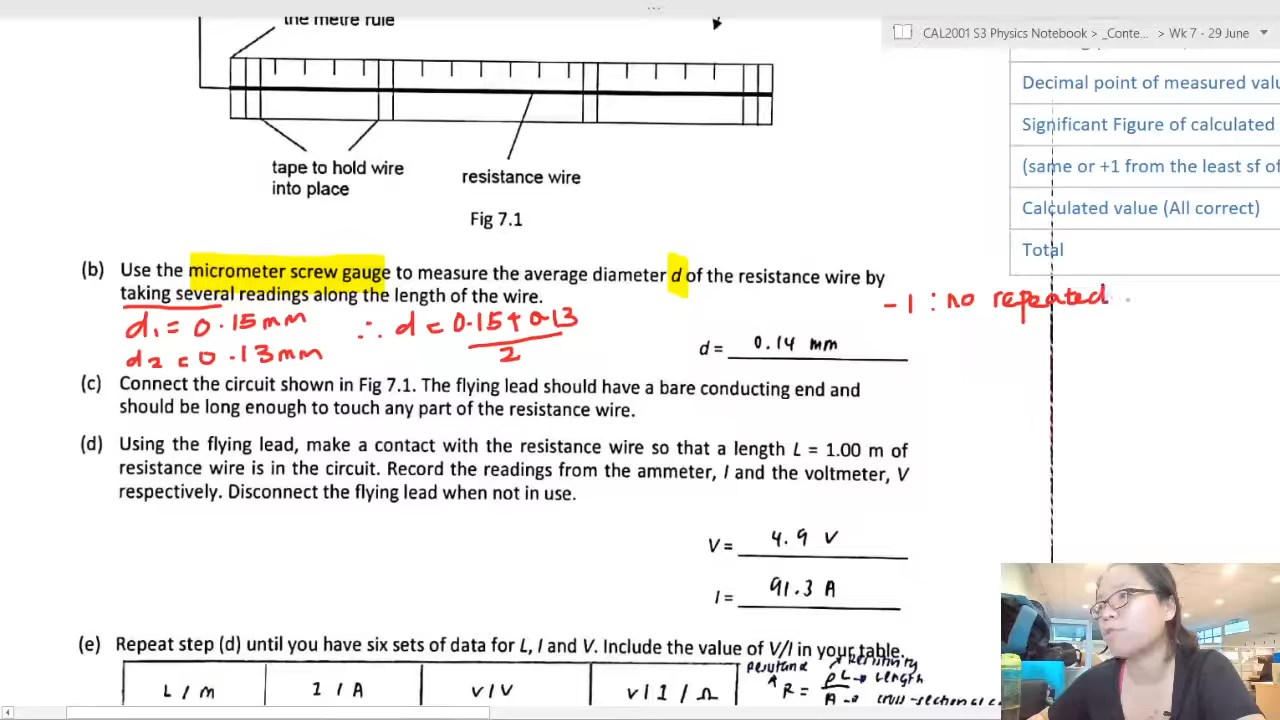 the metre rule
CAL2001 S3 Physics Notebook > _Conte... > Wk 7 - 29 June
Decimal point of measured valu
Significant Figure of calculated
(same or +1 from the least sf of
Calculated value (All correct)
Total
tape to hold wire
into place
resistance wire
Fig 7.1
(b) Use the micrometer screw gauge to measure the average diameter d of the resistance wire by
taking several readings along the length of the wire.
-1 : no repeated
d1 = 0.15mm ∴ d = 0.15+0.13
2
d2 = 0.13mm
d = 0.14 mm
(c) Connect the circuit shown in Fig 7.1. The flying lead should have a bare conducting end and
should be long enough to touch any part of the resistance wire.
(d) Using the flying lead, make a contact with the resistance wire so that a length L = 1.00 m of
resistance wire is in the circuit. Record the readings from the ammeter, I and the voltmeter, V
respectively. Disconnect the flying lead when not in use.
V = 4.9 V
I = 91.3 A
(e) Repeat step (d) until you have six sets of data for L, I and V. Include the value of V/I in your table.
L / m I / A V / V V / I / Ω
resistivity
R = ρL → length
A → cross-sectional